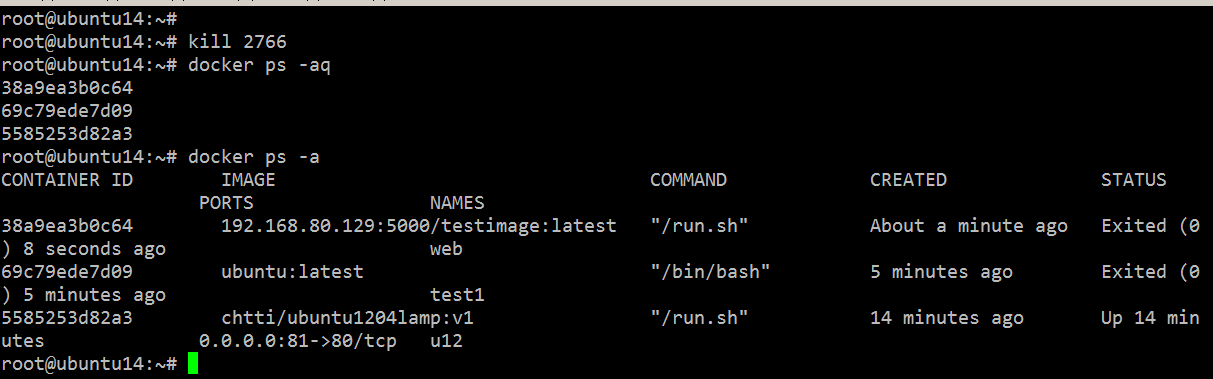 root@ubuntu14:~#
root@ubuntu14:~# kill 2766
root@ubuntu14:~# docker ps -aq
38a9ea3b0c64
69c79ede7d09
5585253d82a3
root@ubuntu14:~# docker ps -a
CONTAINER ID        IMAGE                                  COMMAND             CREATED              STATUS
                  PORTS                NAMES
38a9ea3b0c64        192.168.80.129:5000/testimage:latest   "/run.sh"           About a minute ago   Exited (0
) 8 seconds ago                        web
69c79ede7d09        ubuntu:latest                          "/bin/bash"         5 minutes ago        Exited (0
) 5 minutes ago                        test1
5585253d82a3        chtti/ubuntu1204lamp:v1                "/run.sh"           14 minutes ago       Up 14 min
utes              0.0.0.0:81->80/tcp   u12
root@ubuntu14:~#